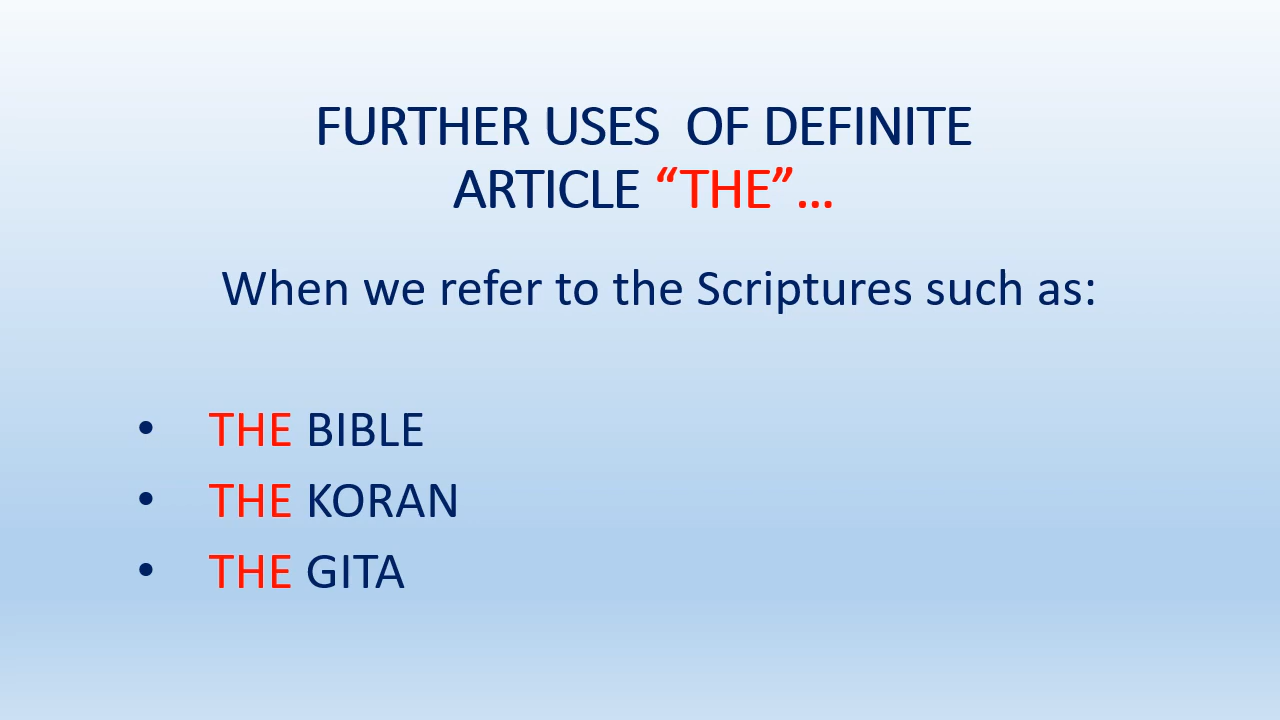 FURTHER USES  OF DEFINITE
ARTICLE “THE”...
When we refer to the Scriptures such as:
• THE BIBLE
• THE KORAN
• THE GITA